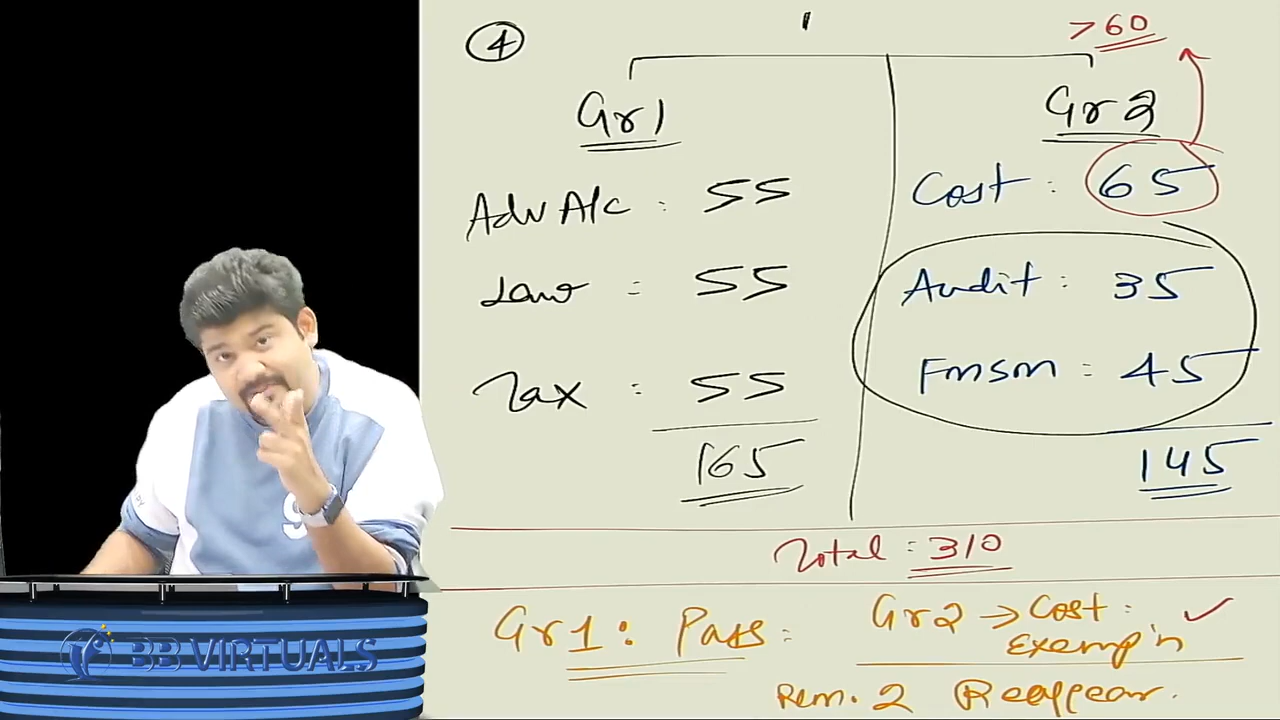 4
>60
Gr1
Gr2
Adv A/c : 55
Law : 55
Tax : 55
165
Cost : 65
Audit : 35
Fmsm : 45
145
Total : 310
Gr1 : Pass :
Gr2 → Cost : ✓
Exemp'n
Rem. 2 Reappear.
BB VIRTUALS